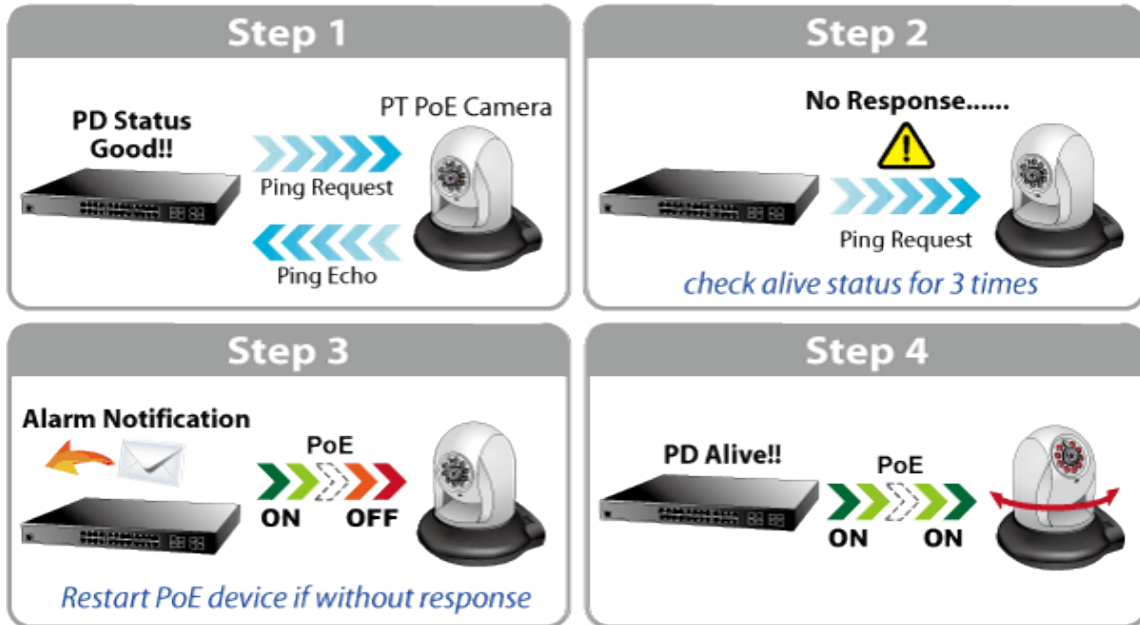 Step 1
PD Status
Good!!
PT PoE Camera
Ping Request
Ping Echo
Step 2
No Response......
Ping Request
check alive status for 3 times
Step 3
Alarm Notification
PoE
ON OFF
Restart PoE device if without response
Step 4
PD Alive!!
PoE
ON ON